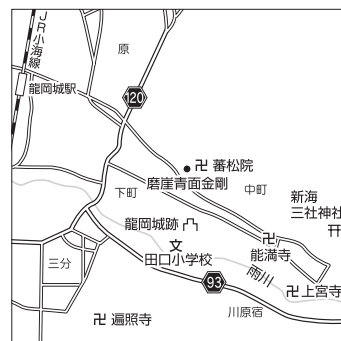 JR小海線
原
龍岡城駅
120
卍 蕃松院
磨崖青面金剛
下町
中町
新海
三社神社
龍岡城跡
能満寺
文
田口小学校
雨川
三分
93
卍 上宮寺
卍 遍照寺
川原宿